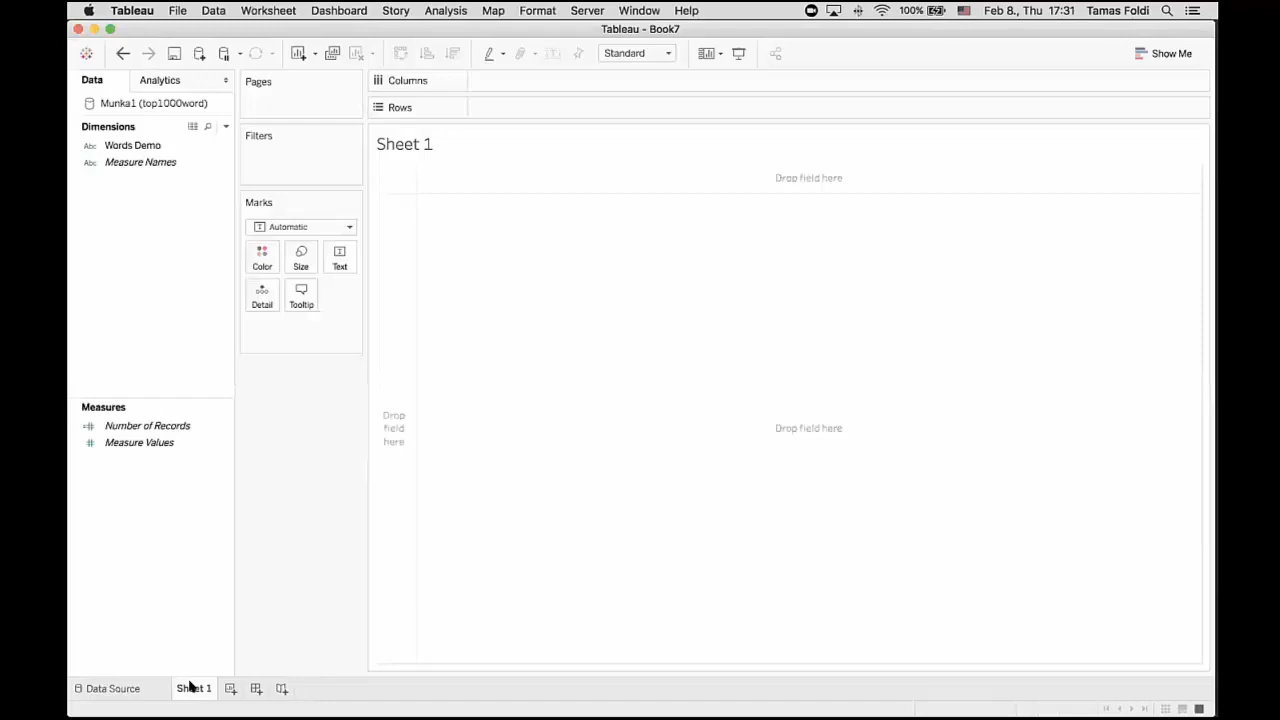 Tableau File Data Worksheet Dashboard Story Analysis Map Format Server Window Help 100% Feb 8., Thu 17:31 Tamas Foldi
Tableau - Book7
Standard Show Me
Data Analytics
Munka1 (top1000word)
Dimensions
Abc Words Demo
Abc Measure Names
Measures
Number of Records
Measure Values
Pages
Filters
Marks
Automatic
Color Size Text
Detail Tooltip
Columns
Rows
Sheet 1
Drop field here
Drop
field
here
Drop field here
Data Source Sheet 1